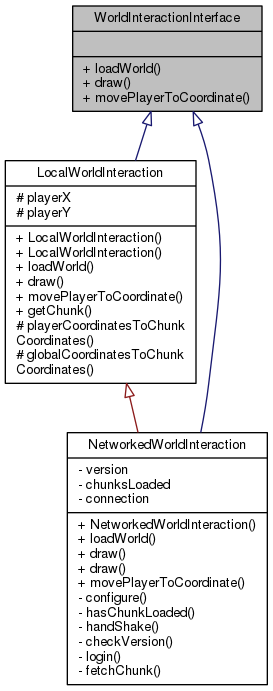 WorldInteractionInterface
+ loadWorld()
+ draw()
+ movePlayerToCoordinate()
LocalWorldInteraction
# playerX
# playerY
+ LocalWorldInteraction()
+ LocalWorldInteraction()
+ loadWorld()
+ draw()
+ movePlayerToCoordinate()
+ getChunk()
# playerCoordinatesToChunk
Coordinates()
# globalCoordinatesToChunk
Coordinates()
NetworkedWorldInteraction
- version
- chunksLoaded
- connection
+ NetworkedWorldInteraction()
+ loadWorld()
+ draw()
+ draw()
+ movePlayerToCoordinate()
- configure()
- hasChunkLoaded()
- handShake()
- checkVersion()
- login()
- fetchChunk()